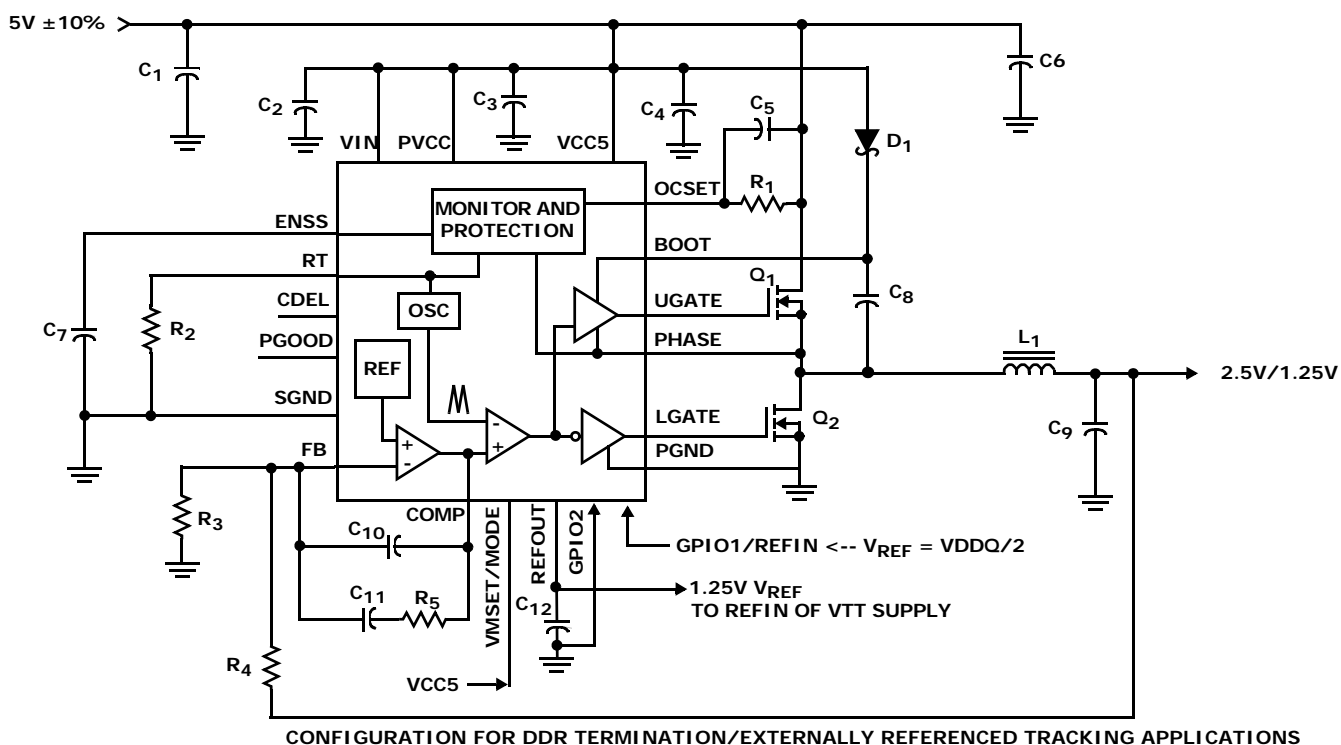 5V ±10%
C1
C2
C3
C4
C5
C6
VIN
PVCC
VCC5
D1
OCSET
R1
MONITOR AND
PROTECTION
ENSS
BOOT
RT
Q1
C8
CDEL
OSC
UGATE
C7
R2
PGOOD
PHASE
L1
REF
2.5V/1.25V
SGND
LGATE
Q2
C9
-
+
+
-
FB
PGND
R3
COMP
C10
VMSET/MODE
REFOUT
GPIO2
GPIO1/REFIN <-- VREF = VDDQ/2
C11
R5
C12
1.25V VREF
TO REFIN OF VTT SUPPLY
R4
VCC5
CONFIGURATION FOR DDR TERMINATION/EXTERNALLY REFERENCED TRACKING APPLICATIONS